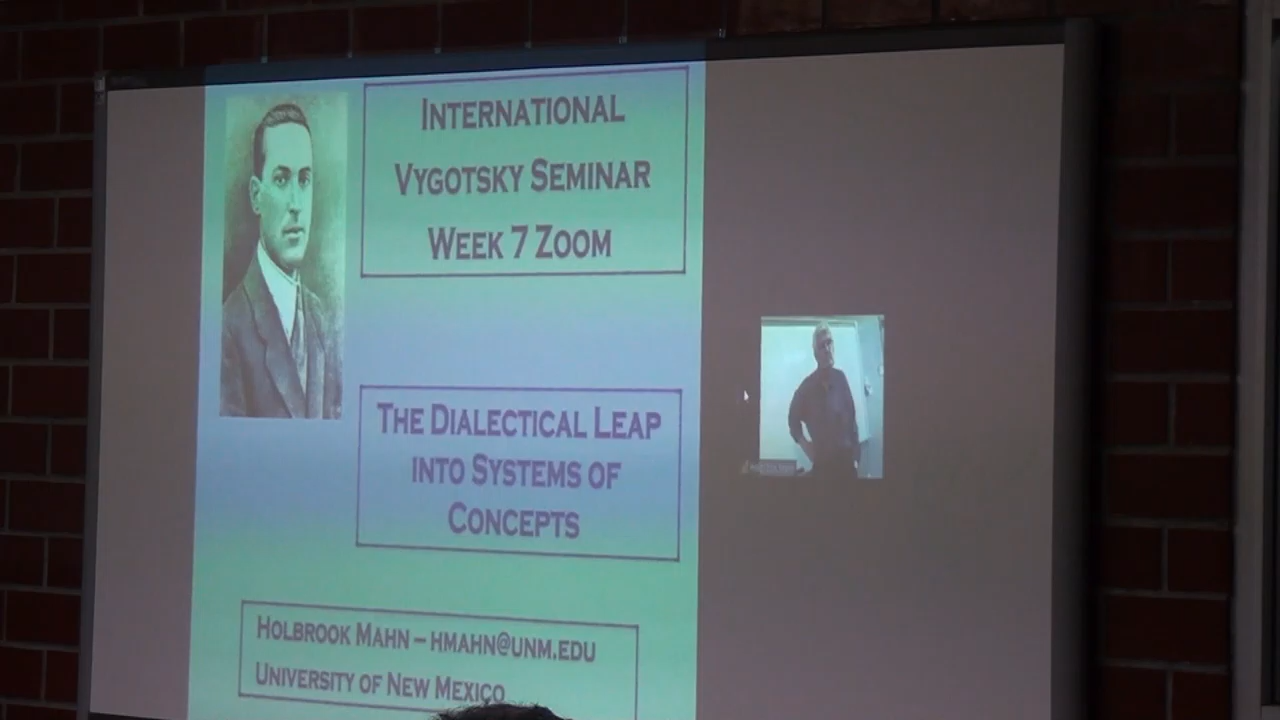 INTERNATIONAL
VYGOTSKY SEMINAR
WEEK 7 ZOOM
THE DIALECTICAL LEAP
INTO SYSTEMS OF
CONCEPTS
HOLBROOK MAHN – HMAHN@UNM.EDU
UNIVERSITY OF NEW MEXICO